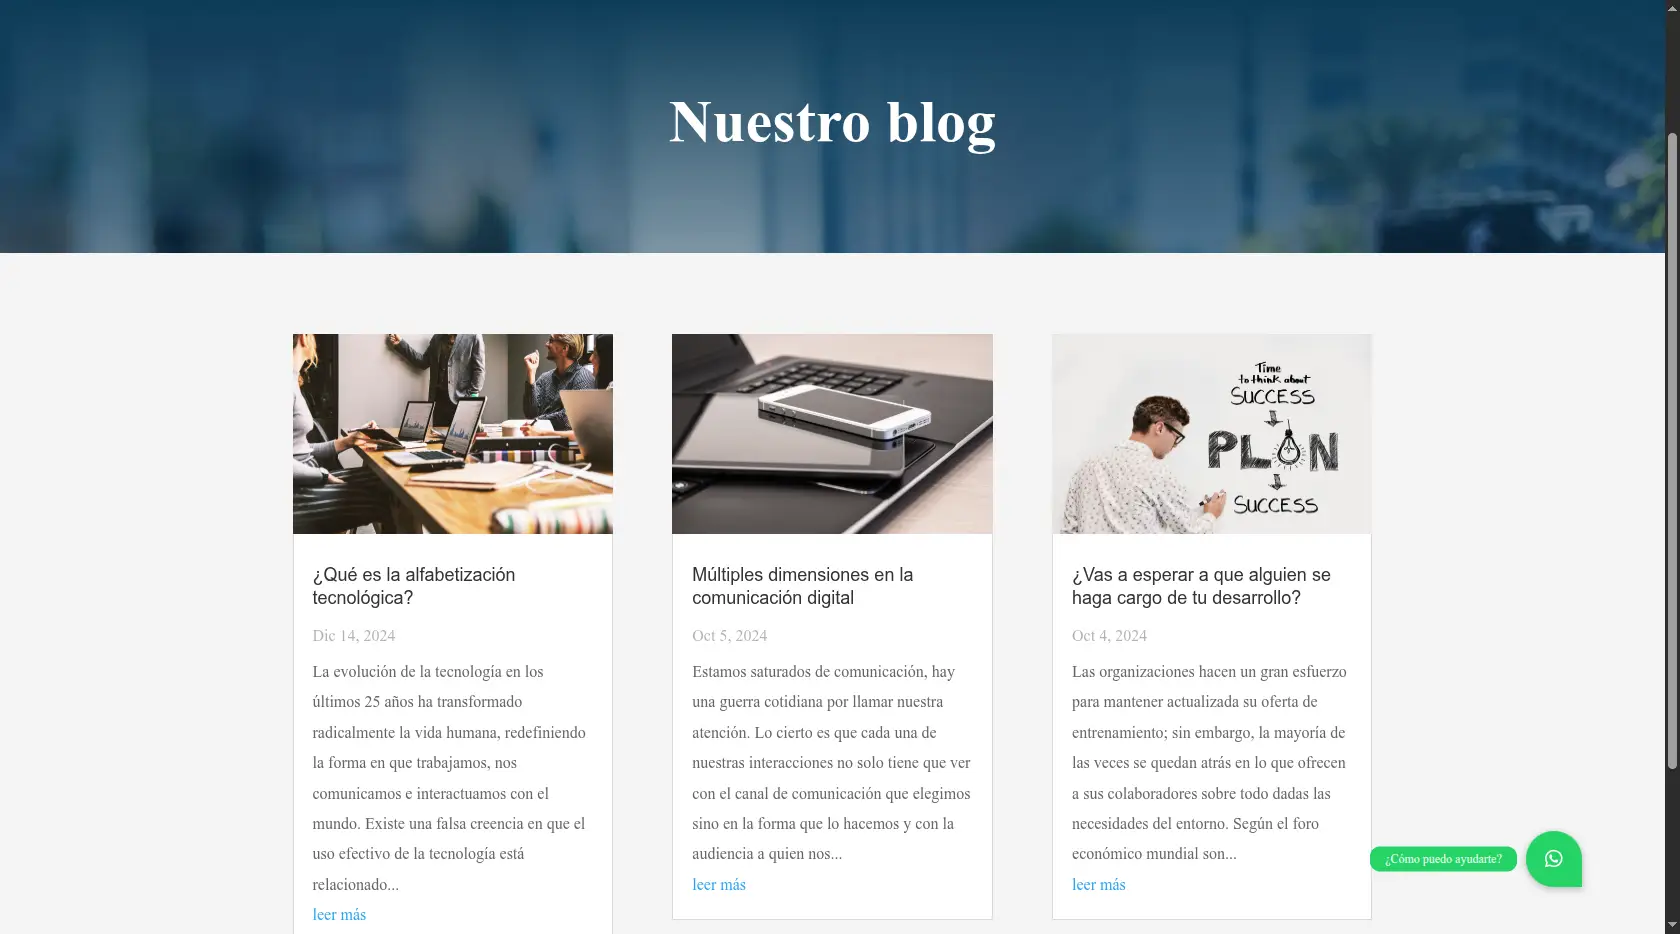 Nuestro blog
Time
to think about
SUCCESS
PLAN
SUCCESS
¿Qué es la alfabetización
tecnológica?
Dic 14, 2024
La evolución de la tecnología en los
últimos 25 años ha transformado
radicalmente la vida humana, redefiniendo
la forma en que trabajamos, nos
comunicamos e interactuamos con el
mundo. Existe una falsa creencia en que el
uso efectivo de la tecnología está
relacionado...
leer más
Múltiples dimensiones en la
comunicación digital
Oct 5, 2024
Estamos saturados de comunicación, hay
una guerra cotidiana por llamar nuestra
atención. Lo cierto es que cada una de
nuestras interacciones no solo tiene que ver
con el canal de comunicación que elegimos
sino en la forma que lo hacemos y con la
audiencia a quien nos...
leer más
¿Vas a esperar a que alguien se
haga cargo de tu desarrollo?
Oct 4, 2024
Las organizaciones hacen un gran esfuerzo
para mantener actualizada su oferta de
entrenamiento; sin embargo, la mayoría de
las veces se quedan atrás en lo que ofrecen
a sus colaboradores sobre todo dadas las
necesidades del entorno. Según el foro
económico mundial son...
leer más
¿Cómo puedo ayudarte?